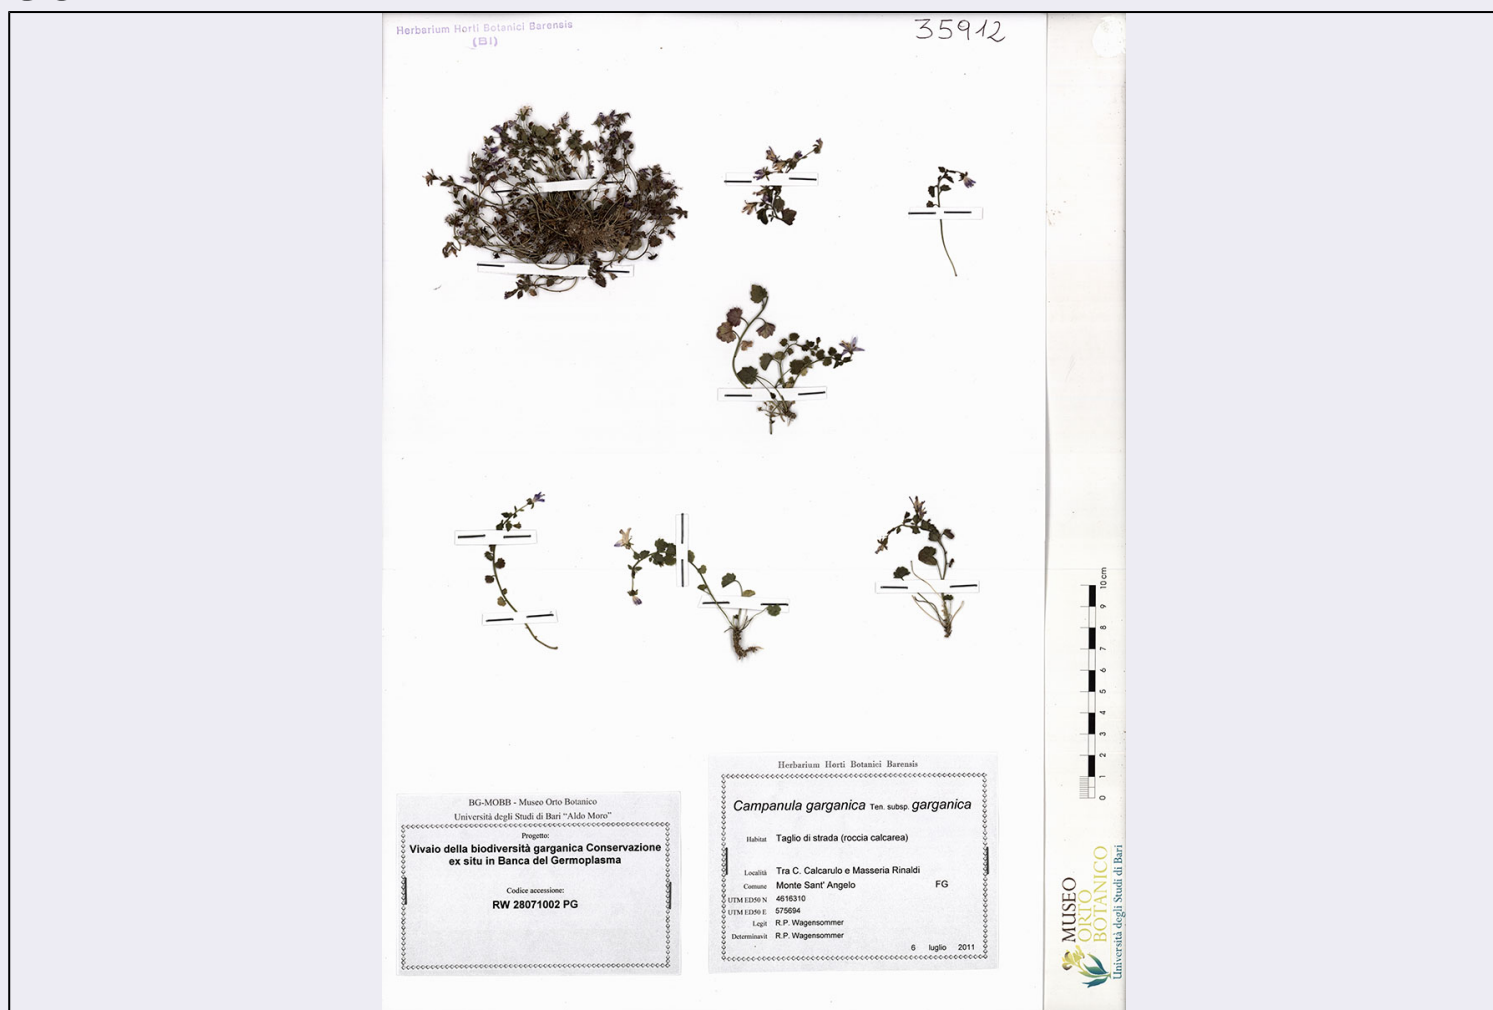 Herbarium Horti Botanici Barensis
(BI)
35912
BG-MOBB - Museo Orto Botanico
Università degli Studi di Bari “Aldo Moro”
Progetto:
Vivaio della biodiversità garganica Conservazione
ex situ in Banca del Germoplasma
Codice accessione:
RW 28071002 PG
Herbarium Horti Botanici Barensis
Campanula garganica Ten. subsp. garganica
Habitat Taglio di strada (roccia calcarea)
Località Tra C. Calcarulo e Masseria Rinaldi
Comune Monte Sant' Angelo FG
UTM ED50 N 4616310
UTM ED50 E 575694
Legit R.P. Wagensommer
Determinavit R.P. Wagensommer
6 luglio 2011
0 1 2 3 4 5 6 7 8 9 10 cm
MUSEO
ORTO
BOTANICO
Università degli Studi di Bari